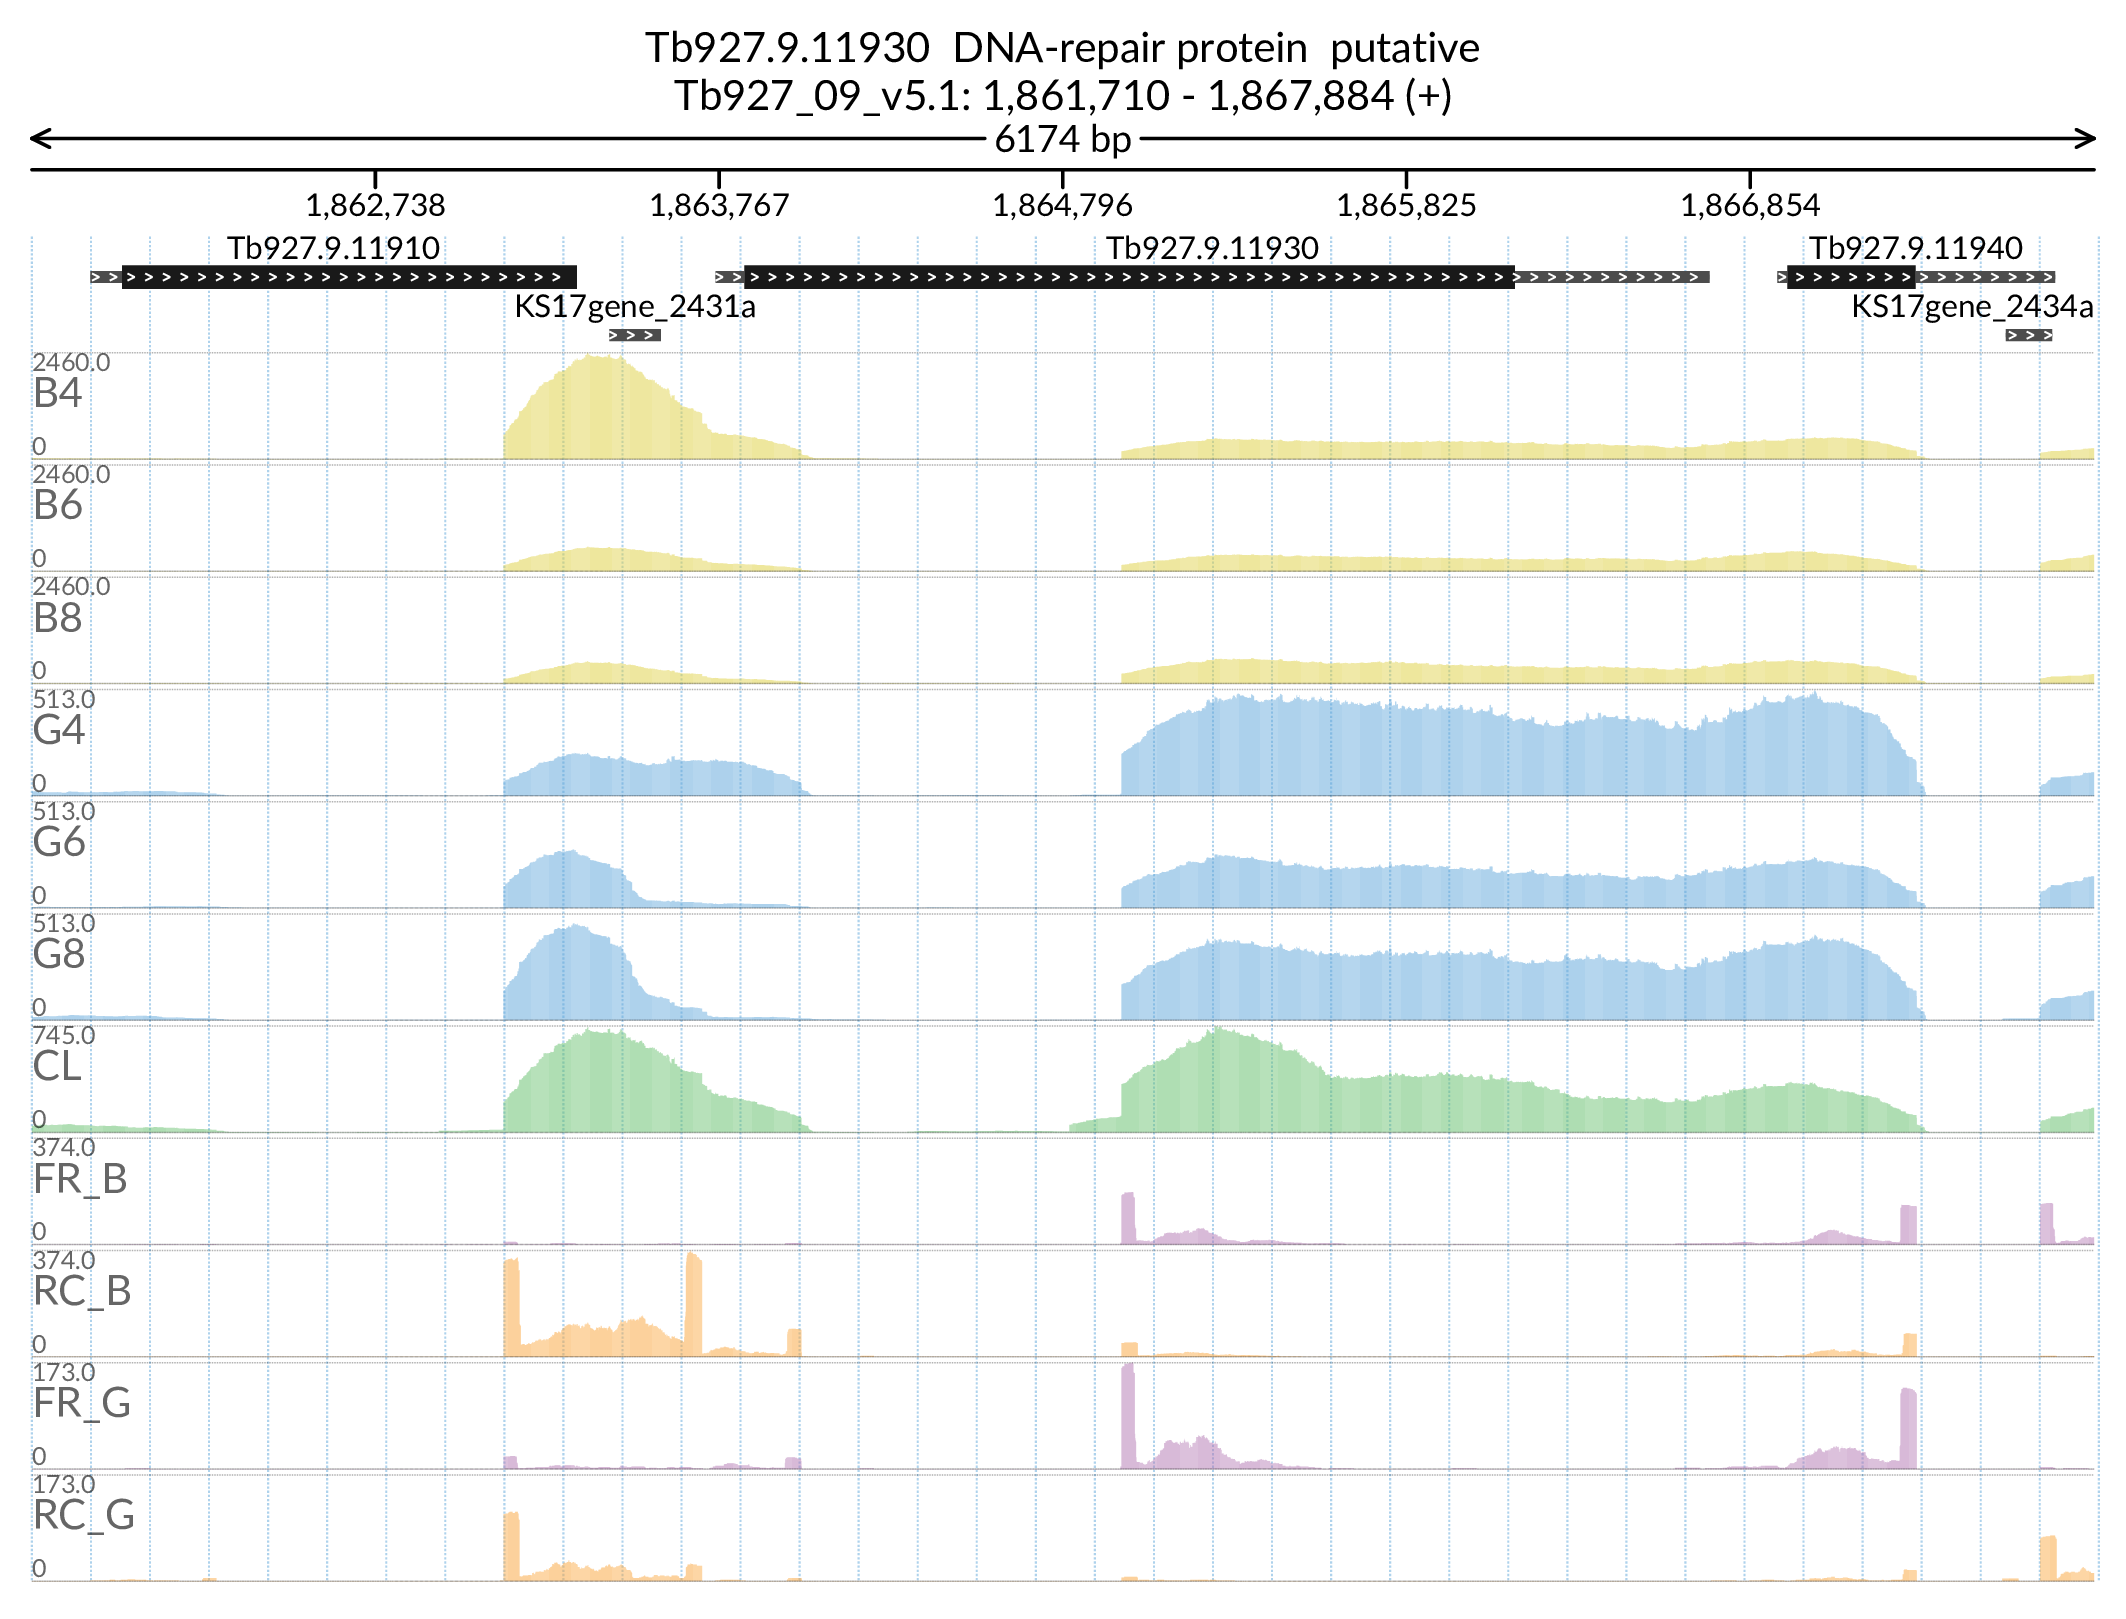 Tb927.9.11930 DNA-repair protein putative
Tb927_09_v5.1: 1,861,710 - 1,867,884 (+)
6174 bp
1,862,738 1,863,767 1,864,796 1,865,825 1,866,854
Tb927.9.11910 Tb927.9.11930 Tb927.9.11940
KS17gene_2431a KS17gene_2434a
2460.0
B4
0
2460.0
B6
0
2460.0
B8
0
513.0
G4
0
513.0
G6
0
513.0
G8
0
745.0
CL
0
374.0
FR_B
0
374.0
RC_B
0
173.0
FR_G
0
173.0
RC_G
0